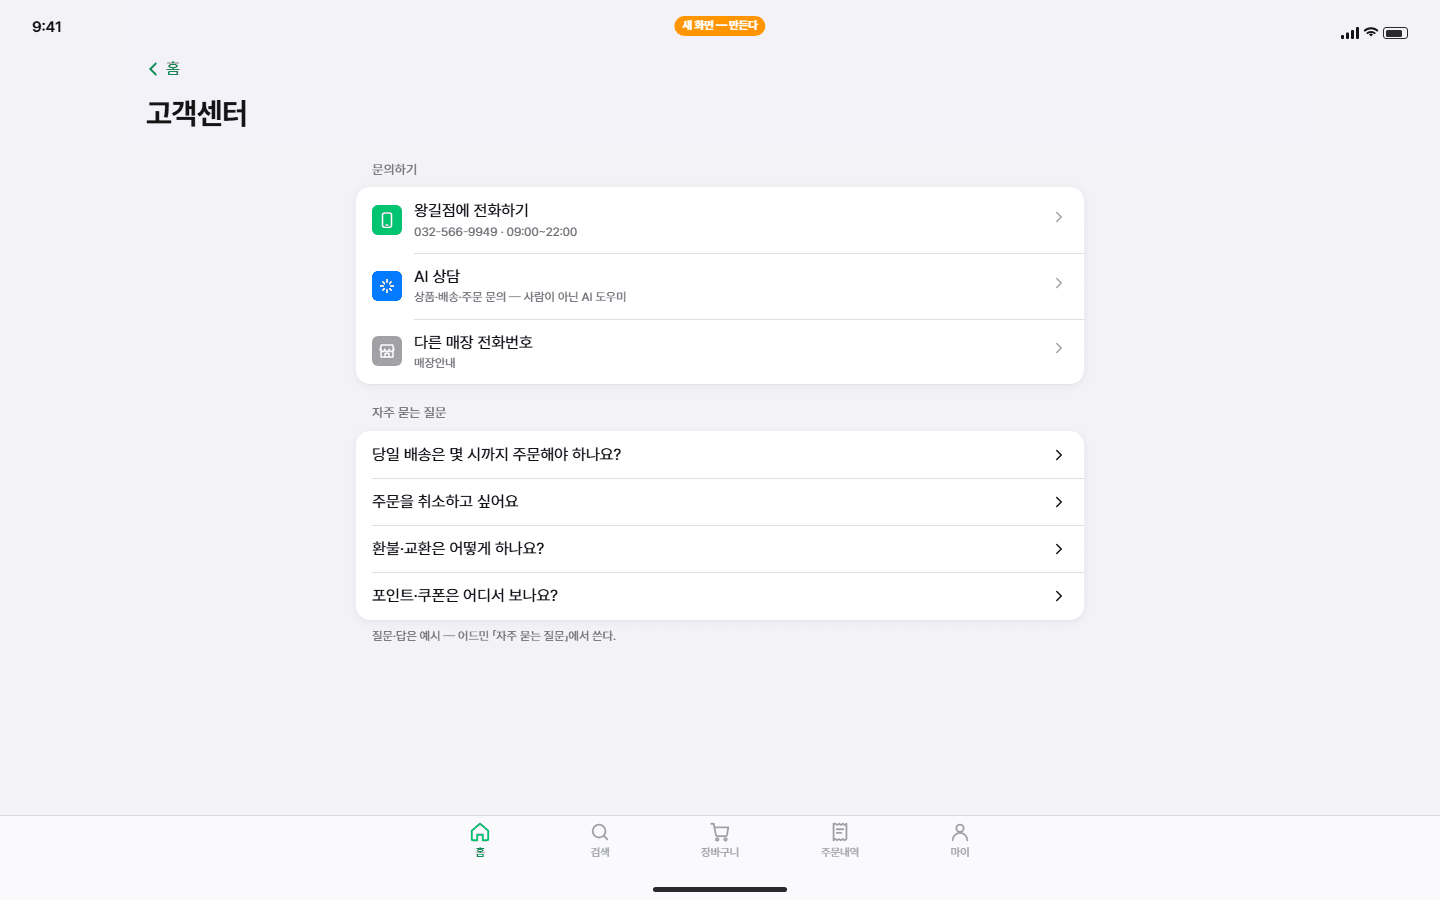 9:41
새 화면 — 만든다
홈
고객센터
문의하기
왕길점에 전화하기
032-566-9949 · 09:00~22:00
AI 상담
상품·배송·주문 문의 — 사람이 아닌 AI 도우미
다른 매장 전화번호
매장안내
자주 묻는 질문
당일 배송은 몇 시까지 주문해야 하나요?
주문을 취소하고 싶어요
환불·교환은 어떻게 하나요?
포인트·쿠폰은 어디서 보나요?
질문·답은 예시 — 어드민 「자주 묻는 질문」에서 쓴다.
홈
검색
장바구니
주문내역
마이